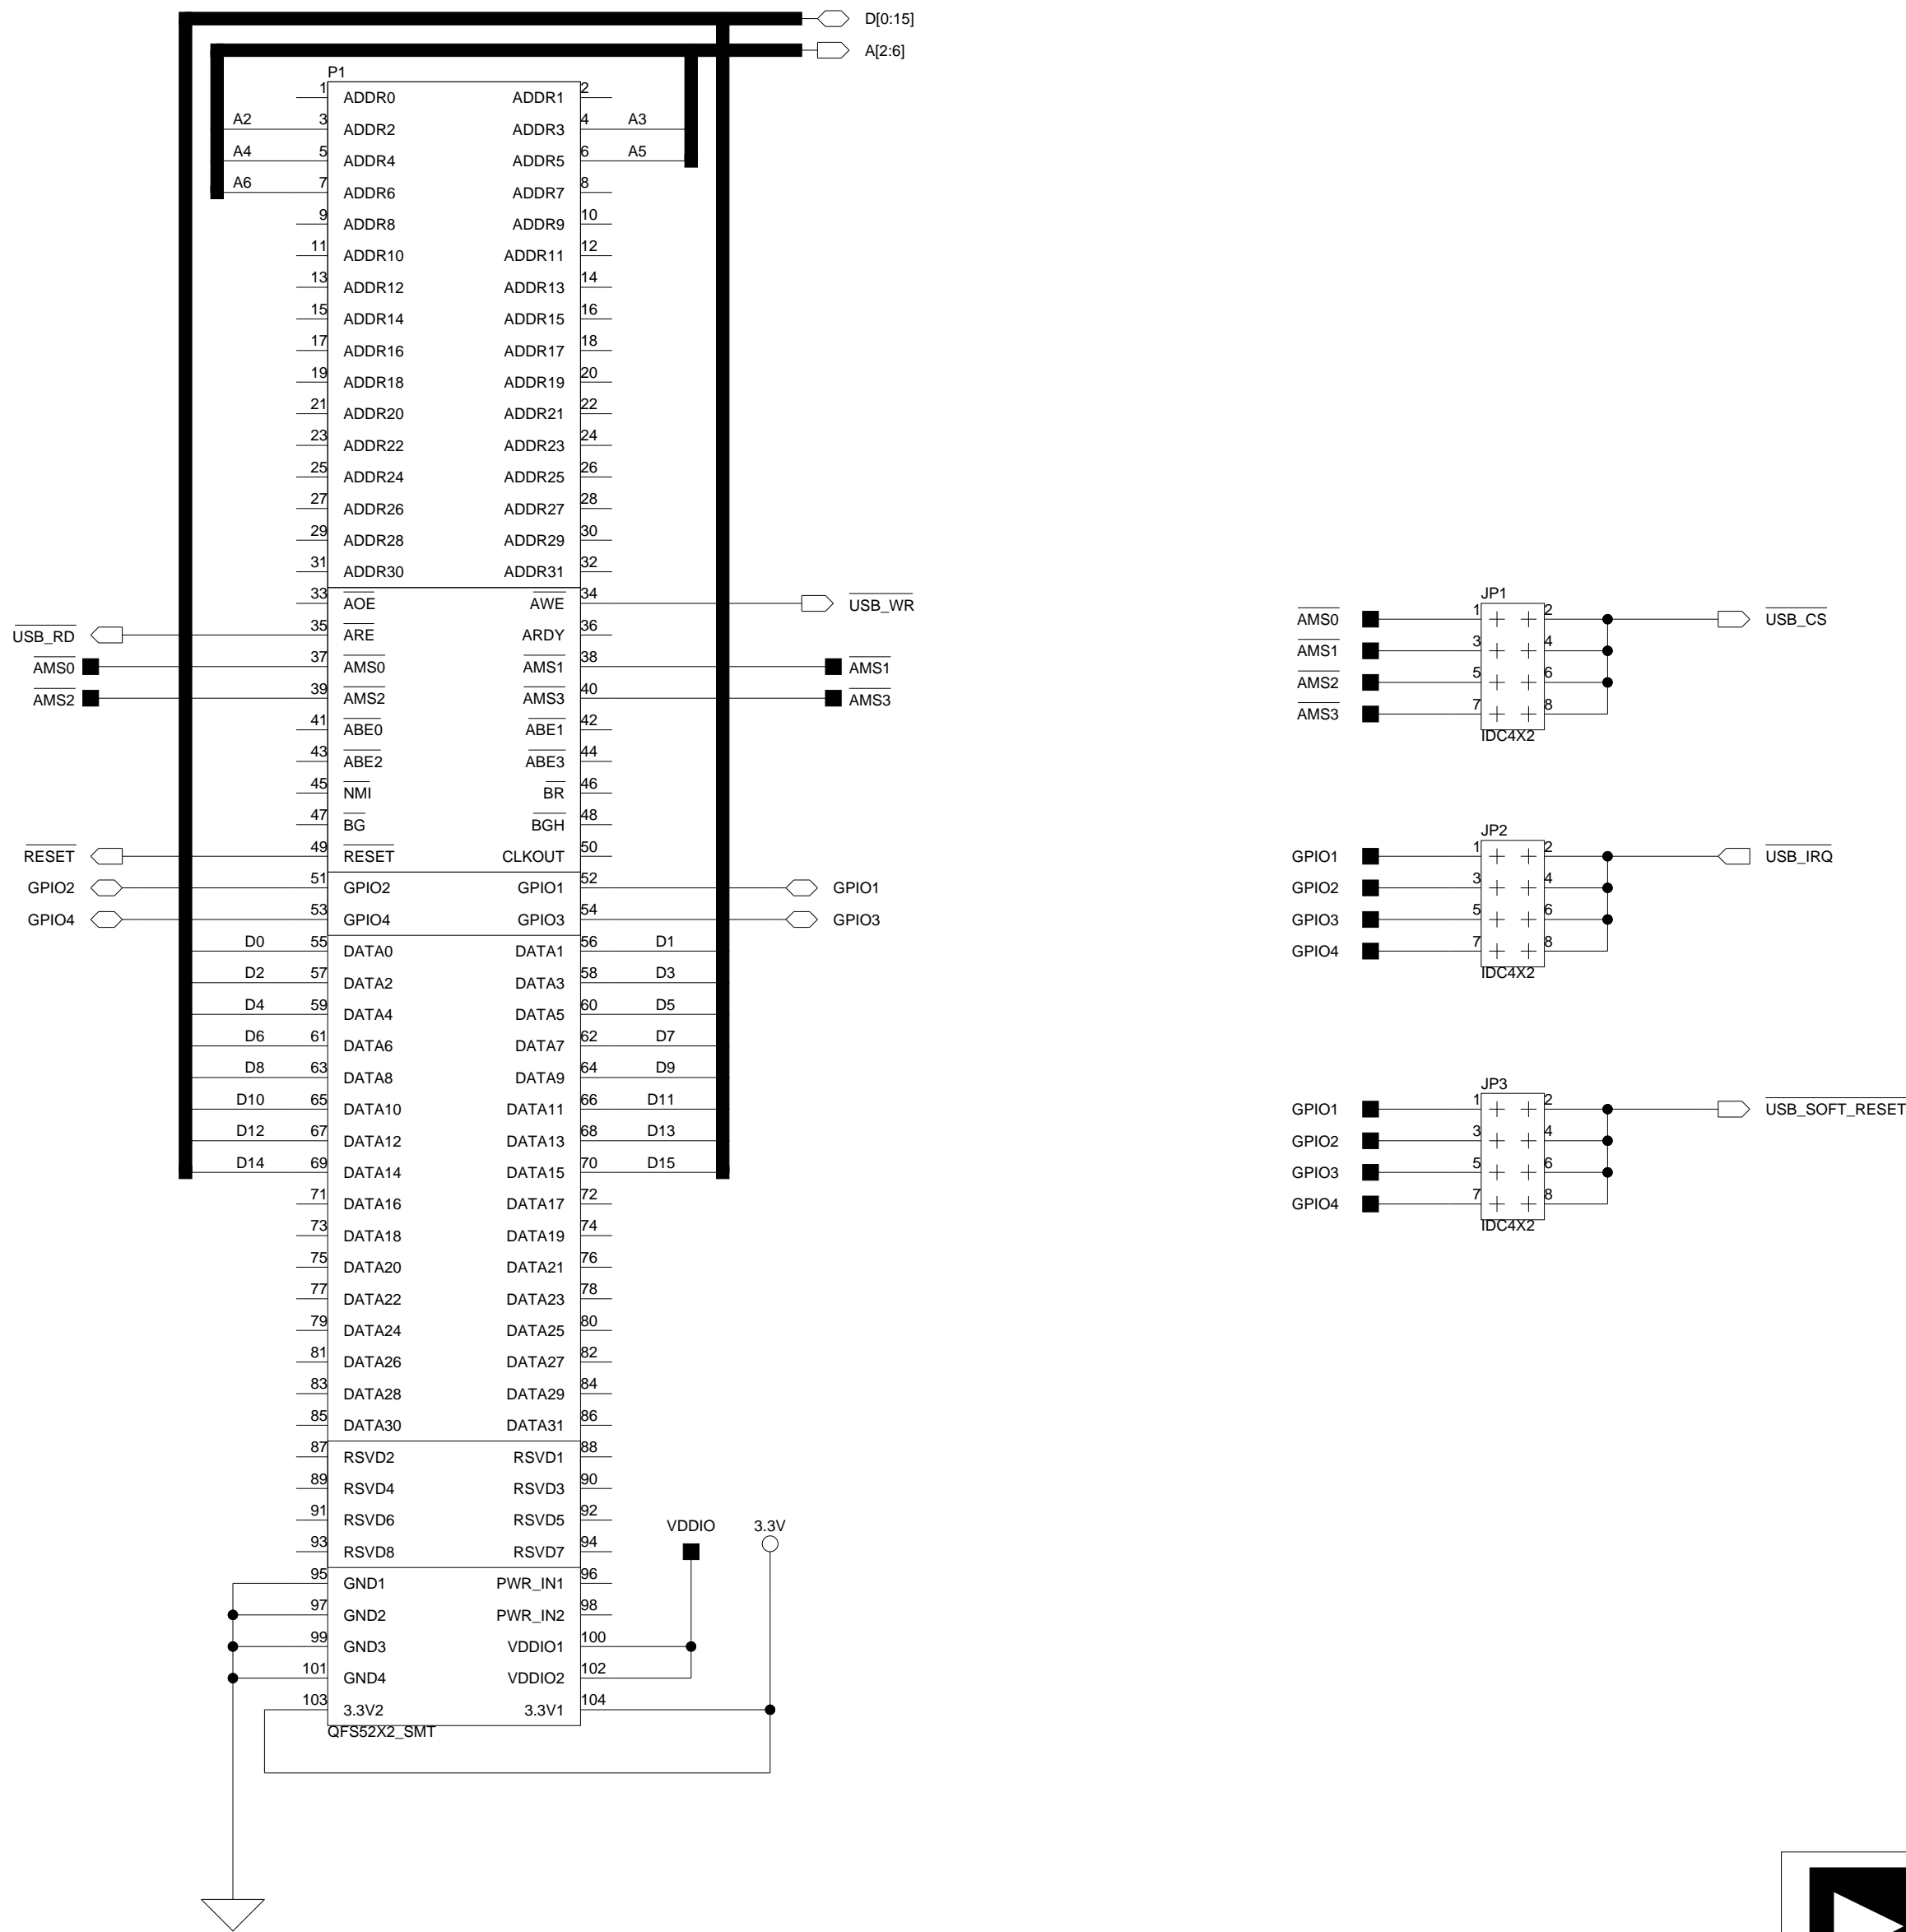 D[0:15]
A[2:6]
P1
1 ADDR0 ADDR1 2
A2 3 ADDR2 ADDR3 4 A3
A4 5 ADDR4 ADDR5 6 A5
A6 7 ADDR6 ADDR7 8
9 ADDR8 ADDR9 10
11 ADDR10 ADDR11 12
13 ADDR12 ADDR13 14
15 ADDR14 ADDR15 16
17 ADDR16 ADDR17 18
19 ADDR18 ADDR19 20
21 ADDR20 ADDR21 22
23 ADDR22 ADDR23 24
25 ADDR24 ADDR25 26
27 ADDR26 ADDR27 28
29 ADDR28 ADDR29 30
31 ADDR30 ADDR31 32
33 AOE AWE 34 USB_WR
USB_RD 35 ARE ARDY 36
AMS0 37 AMS0 AMS1 38 AMS1
AMS2 39 AMS2 AMS3 40 AMS3
41 ABE0 ABE1 42
43 ABE2 ABE3 44
45 NMI BR 46
47 BG BGH 48
RESET 49 RESET CLKOUT 50
GPIO2 51 GPIO2 GPIO1 52 GPIO1
GPIO4 53 GPIO4 GPIO3 54 GPIO3
D0 55 DATA0 DATA1 56 D1
D2 57 DATA2 DATA3 58 D3
D4 59 DATA4 DATA5 60 D5
D6 61 DATA6 DATA7 62 D7
D8 63 DATA8 DATA9 64 D9
D10 65 DATA10 DATA11 66 D11
D12 67 DATA12 DATA13 68 D13
D14 69 DATA14 DATA15 70 D15
71 DATA16 DATA17 72
73 DATA18 DATA19 74
75 DATA20 DATA21 76
77 DATA22 DATA23 78
79 DATA24 DATA25 80
81 DATA26 DATA27 82
83 DATA28 DATA29 84
85 DATA30 DATA31 86
87 RSVD2 RSVD1 88
89 RSVD4 RSVD3 90
91 RSVD6 RSVD5 92
93 RSVD8 RSVD7 94
VDDIO 3.3V
95 GND1 PWR_IN1 96
97 GND2 PWR_IN2 98
99 GND3 VDDIO1 100
101 GND4 VDDIO2 102
103 3.3V2 3.3V1 104
QFS52X2_SMT
JP1
AMS0 1 2 USB_CS
AMS1 3 4
AMS2 5 6
AMS3 7 8
IDC4X2
JP2
GPIO1 1 2 USB_IRQ
GPIO2 3 4
GPIO3 5 6
GPIO4 7 8
IDC4X2
JP3
GPIO1 1 2 USB_SOFT_RESET
GPIO2 3 4
GPIO3 5 6
GPIO4 7 8
IDC4X2